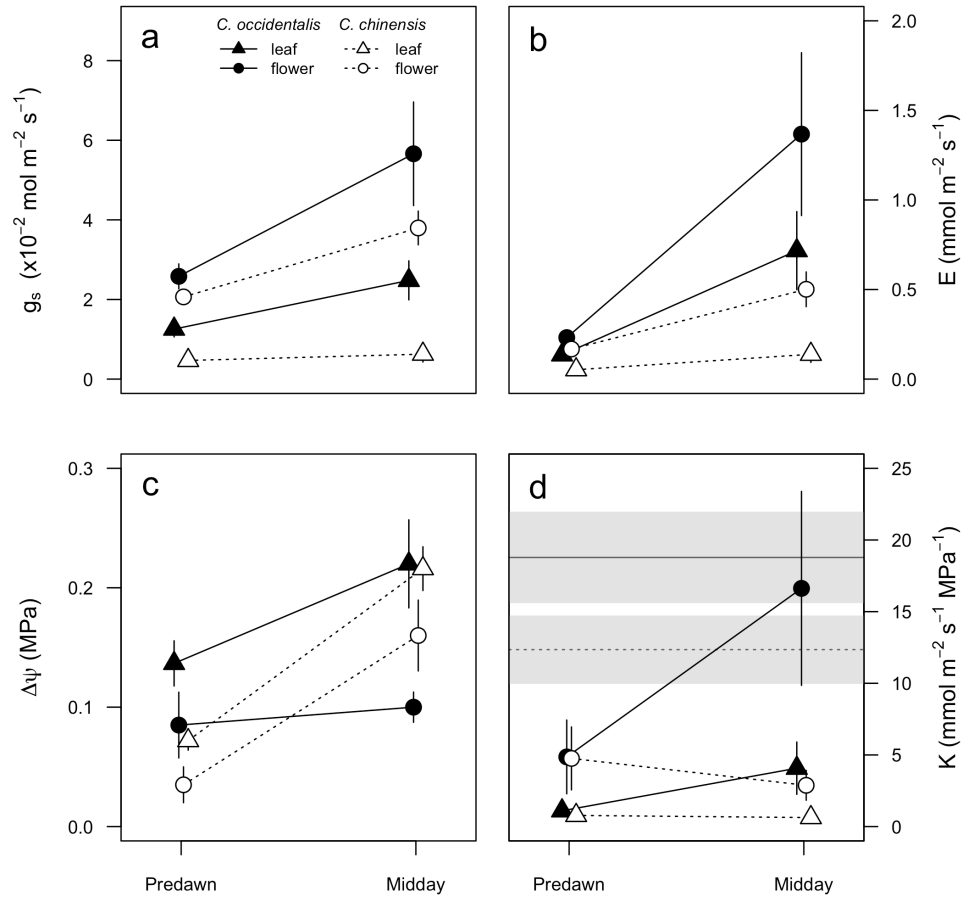 a
C. occidentalis C. chinensis
leaf leaf
flower flower
8
6
4
2
0
gₛ (x10⁻² mol m⁻² s⁻¹)
b
2.0
1.5
1.0
0.5
0.0
E (mmol m⁻² s⁻¹)
c
0.3
0.2
0.1
0.0
Δψ (MPa)
Predawn Midday
d
25
20
15
10
5
0
K (mmol m⁻² s⁻¹ MPa⁻¹)
Predawn Midday